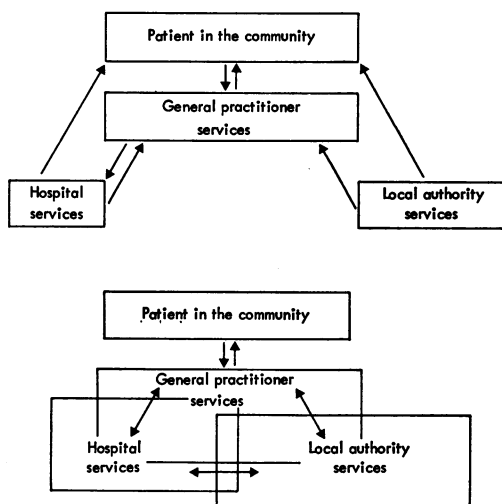 Patient in the community
General practitioner
services
Hospital
services
Local authority
services
Patient in the community
General practitioner
services
Hospital
services
Local authority
services